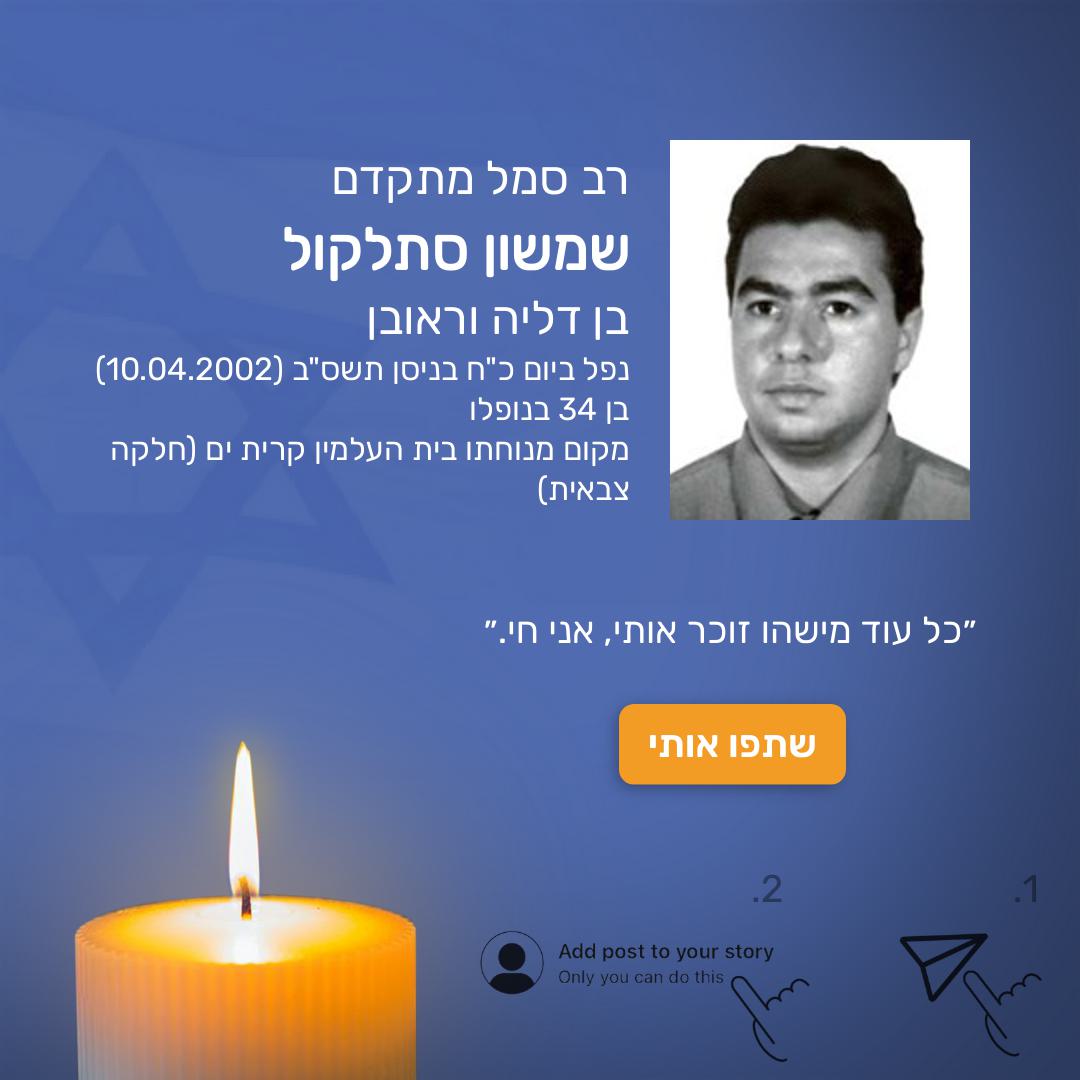 רב סמל מתקדם
שמשון סתלקול
בן דליה וראובן
נפל ביום כ"ח בניסן תשס"ב (10.04.2002)
בן 34 בנופלו
מקום מנוחתו בית העלמין קרית ים (חלקה
צבאית)
״כל עוד מישהו זוכר אותי, אני חי.״
שתפו אותי
1.
2.
Add post to your story
Only you can do this